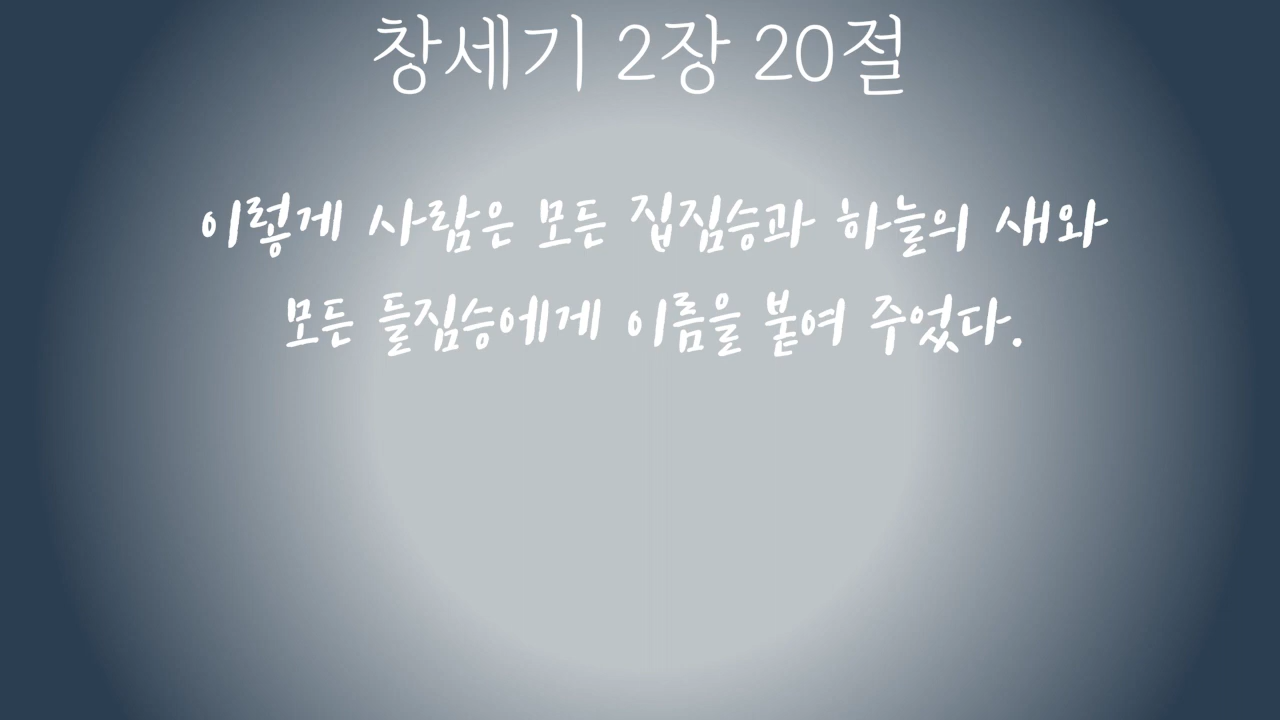 창세기 2장 20절
이렇게 사람은 모든 집짐승과 하늘의 새와
모든 들짐승에게 이름을 붙여 주었다.